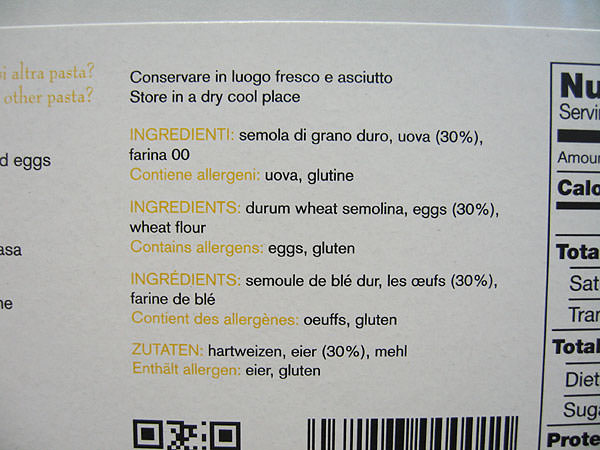 i altra pasta?
other pasta?
d eggs
asa
ne
Conservare in luogo fresco e asciutto
Store in a dry cool place
INGREDIENTI: semola di grano duro, uova (30%),
farina 00
Contiene allergeni: uova, glutine
INGREDIENTS: durum wheat semolina, eggs (30%),
wheat flour
Contains allergens: eggs, gluten
INGRÉDIENTS: semoule de blé dur, les œufs (30%),
farine de blé
Contient des allergènes: oeuffs, gluten
ZUTATEN: hartweizen, eier (30%), mehl
Enthält allergen: eier, gluten
Nu
Servin
Amoun
Calo
Tota
Sat
Tran
Total
Diet
Suga
Prote